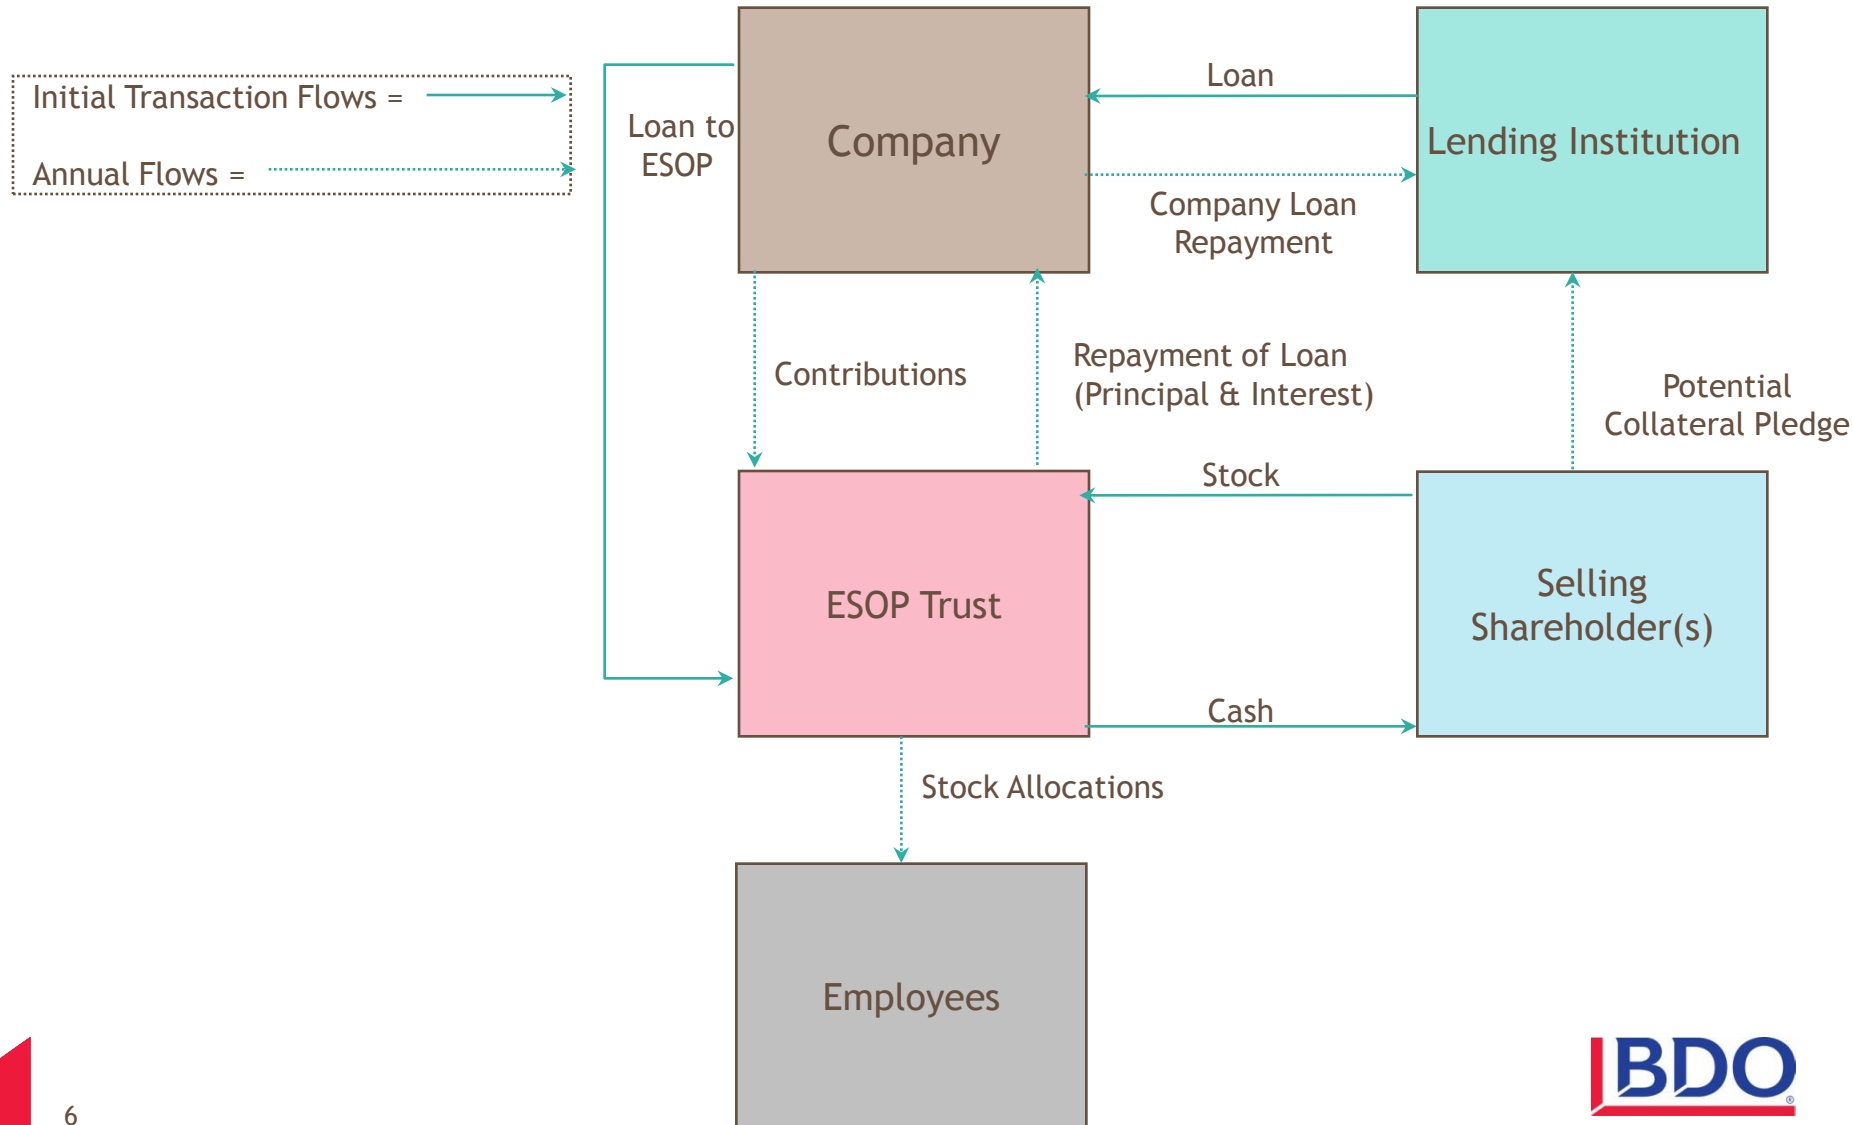 Initial Transaction Flows =
Annual Flows =
Loan to
ESOP
Company
Loan
Lending Institution
Company Loan
Repayment
Contributions
Repayment of Loan
(Principal & Interest)
Potential
Collateral Pledge
Stock
ESOP Trust
Selling
Shareholder(s)
Cash
Stock Allocations
Employees
BDO®
6